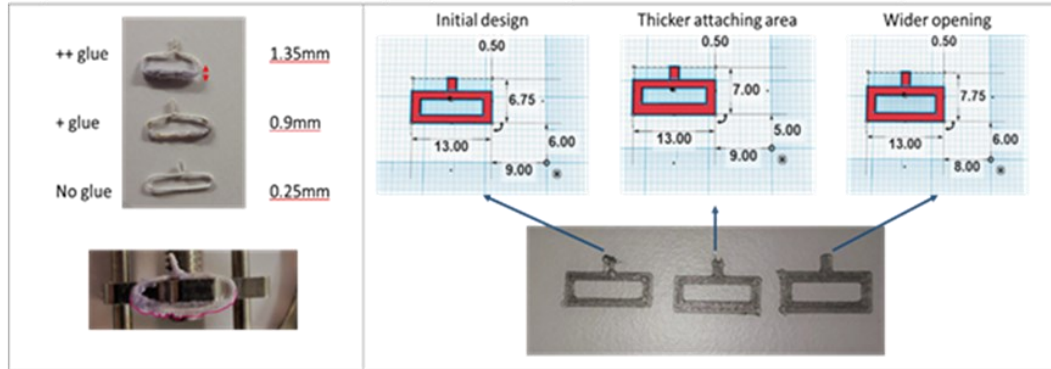 ++ glue
1.35mm
+ glue
0.9mm
No glue
0.25mm
Initial design
Thicker attaching area
Wider opening
0.50
6.75
13.00
6.00
9.00
0.50
7.00
13.00
5.00
9.00
0.50
7.75
13.00
6.00
8.00